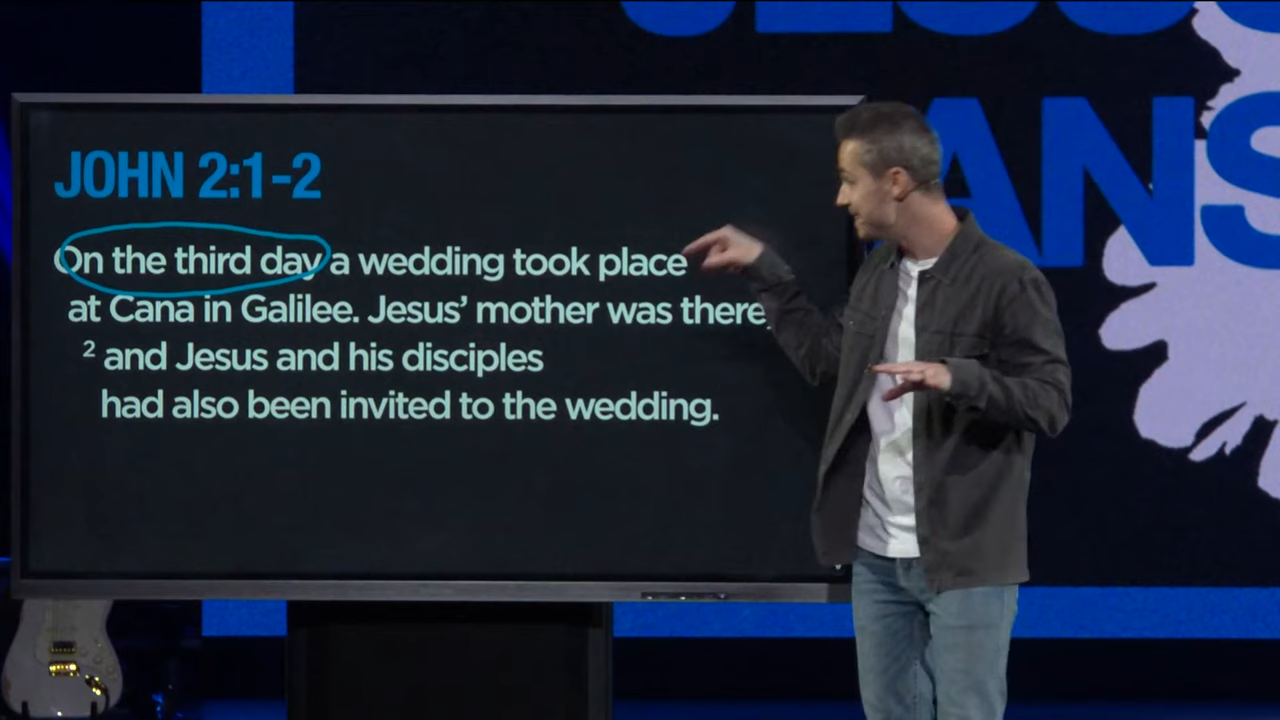 JOHN 2:1-2
On the third day a wedding took place
at Cana in Galilee. Jesus’ mother was there,
2 and Jesus and his disciples
had also been invited to the wedding.
ANS